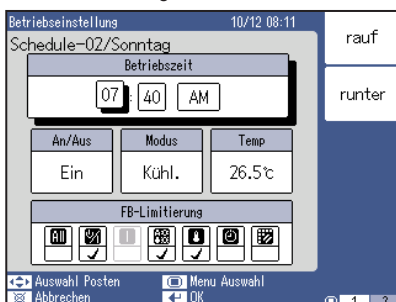 Betriebseinstellung 10/12 08:11
Schedule-02/Sonntag
rauf
runter
Betriebszeit
07 : 40 AM
An/Aus Modus Temp
Ein Kühl. 26.5℃
FB-Limitierung
All
Auswahl Posten Menu Auswahl
Abbrechen OK
1 2